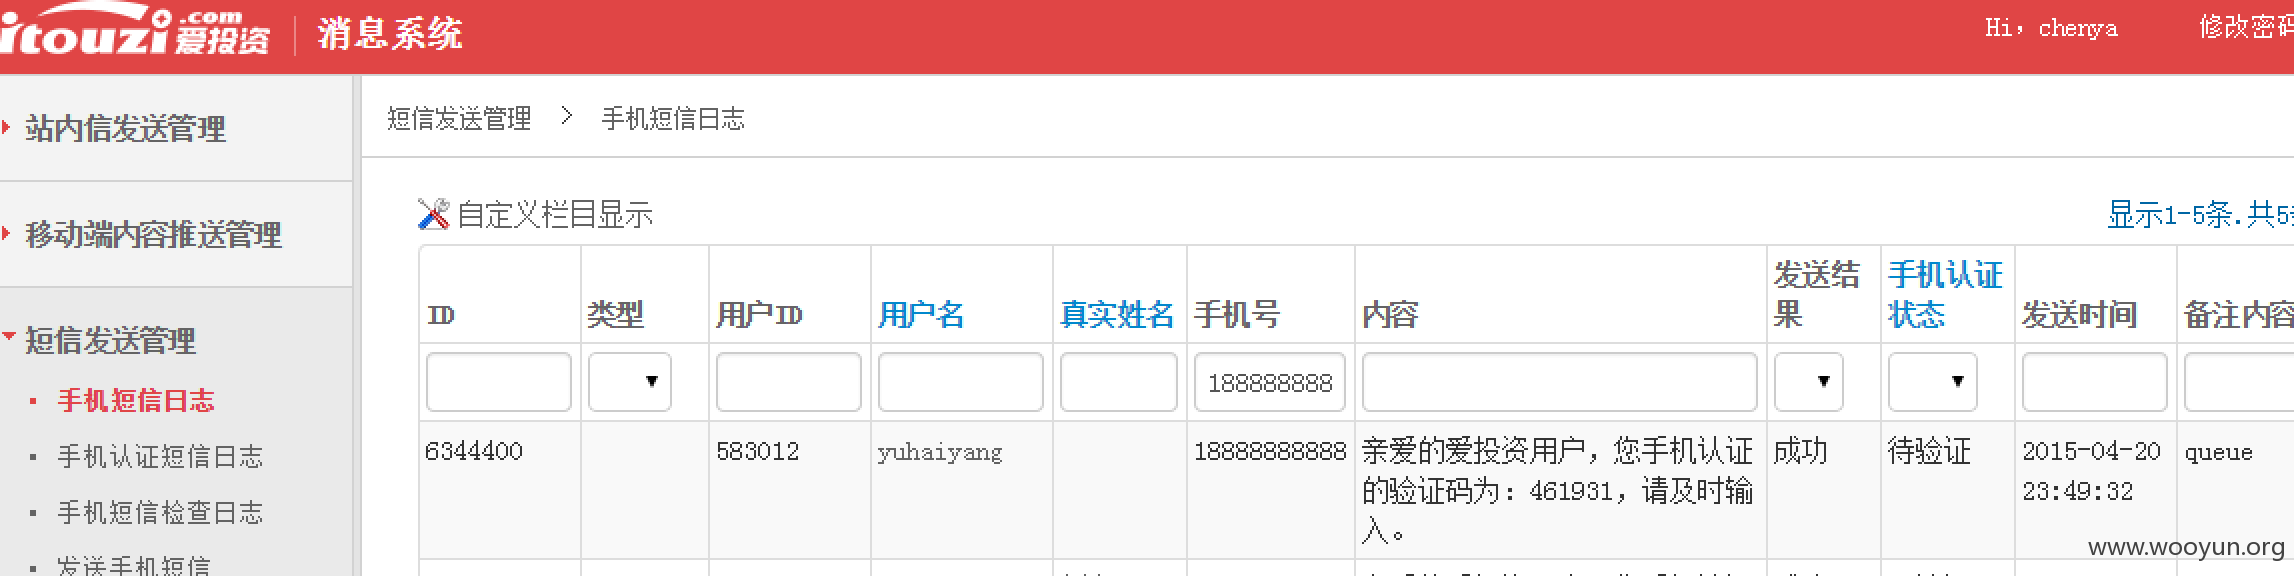 itouzi.com 爱投资 消息系统 Hi，chenya 修改密码
站内信发送管理
移动端内容推送管理
短信发送管理
手机短信日志
手机认证短信日志
手机短信检查日志
发送手机短信
短信发送管理 > 手机短信日志
自定义栏目显示 显示1-5条.共5
ID 类型 用户ID 用户名 真实姓名 手机号 内容 发送结果 手机认证状态 发送时间 备注内容
188888888
6344400 583012 yuhaiyang 18888888888 亲爱的爱投资用户，您手机认证 成功 待验证 2015-04-20 queue
的验证码为：461931，请及时输 23:49:32
入。
www.wooyun.org